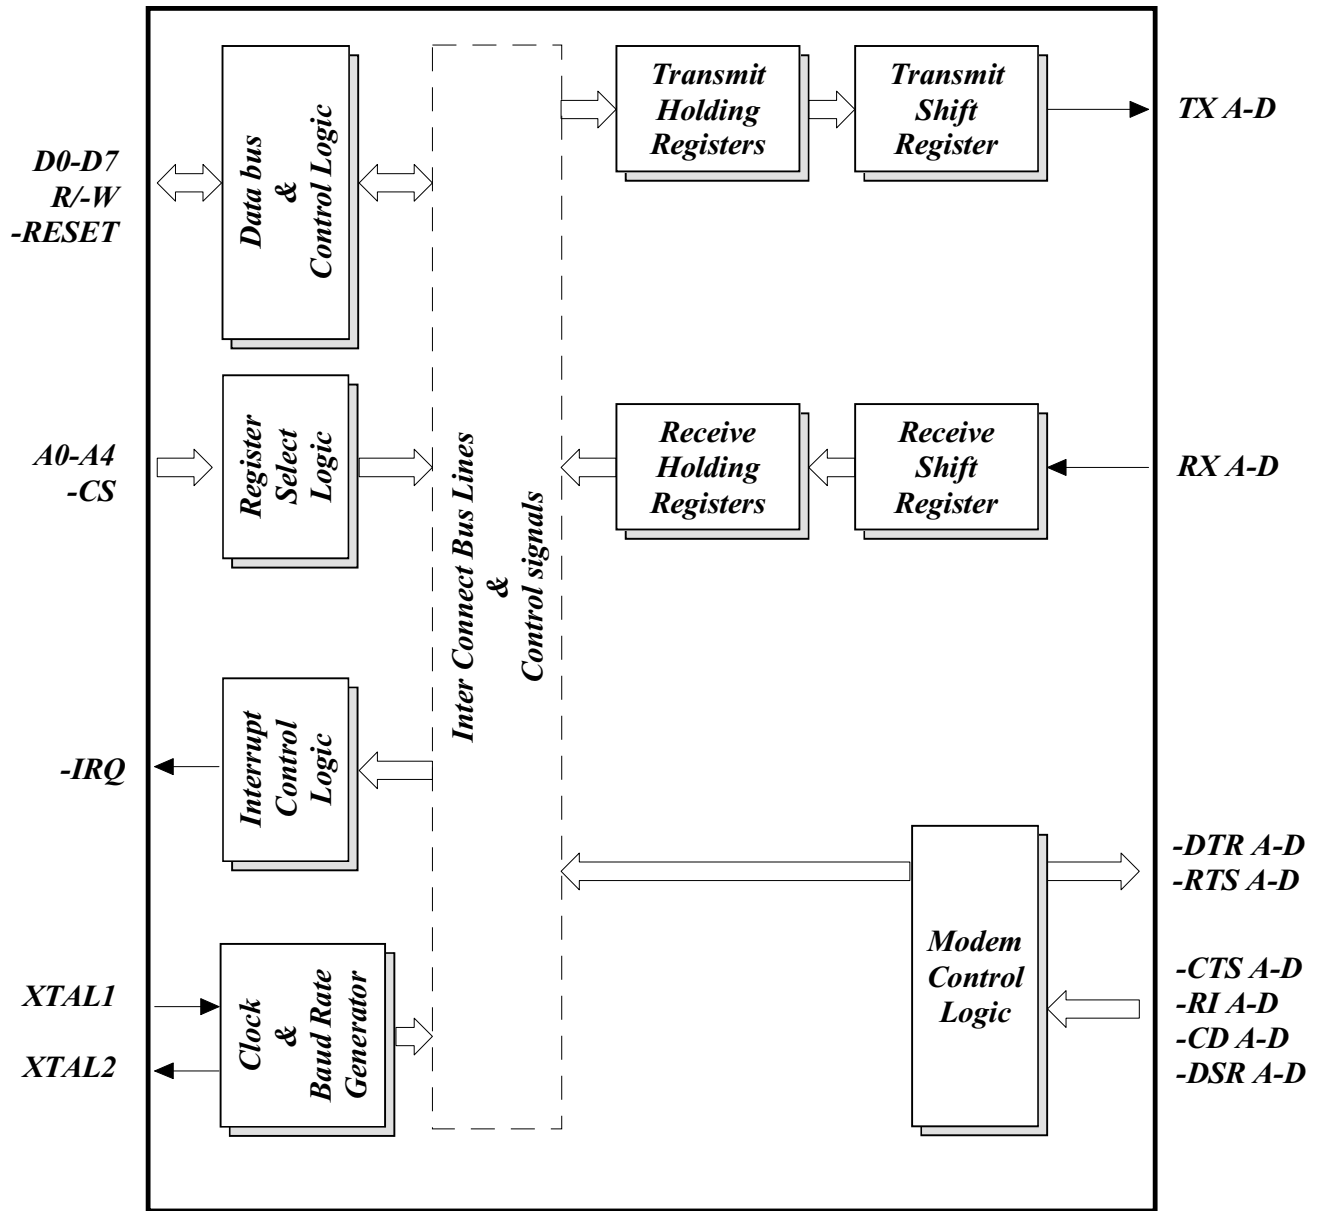 D0-D7
R/-W
-RESET
Data bus
&
Control Logic
A0-A4
-CS
Register
Select
Logic
-IRQ
Interrupt
Control
Logic
XTAL1
XTAL2
Clock
&
Baud Rate
Generator
Inter Connect Bus Lines
&
Control signals
Transmit
Holding
Registers
Transmit
Shift
Register
TX A-D
Receive
Holding
Registers
Receive
Shift
Register
RX A-D
Modem
Control
Logic
-DTR A-D
-RTS A-D
-CTS A-D
-RI A-D
-CD A-D
-DSR A-D